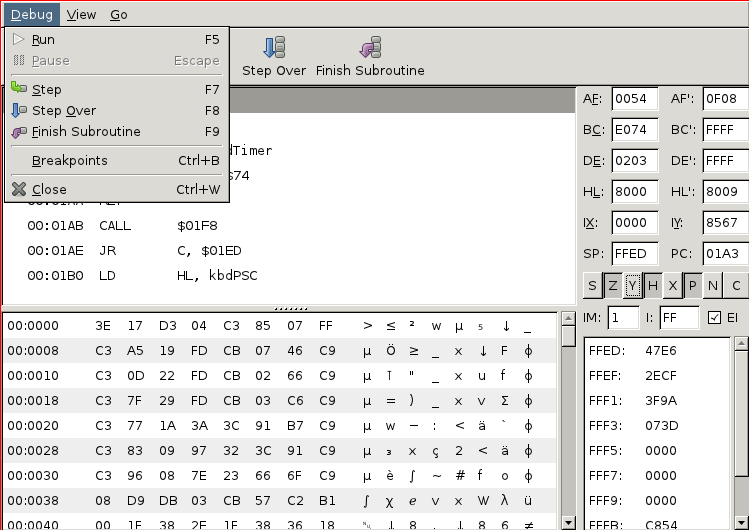 Debug View Go
Run F5
Pause Escape
Step F7
Step Over F8
Finish Subroutine F9
Breakpoints Ctrl+B
Close Ctrl+W
Step Over Finish Subroutine
dTimer
$74
00:01AB CALL $01F8
00:01AE JR C, $01ED
00:01B0 LD HL, kbdPSC
AF: 0054 AF': 0F08
BC: E074 BC': FFFF
DE: 0203 DE': FFFF
HL: 8000 HL': 8009
IX: 0000 IY: 8567
SP: FFED PC: 01A3
S Z Y H X P N C
IM: 1 I: FF EI
00:0000 3E 17 D3 04 C3 85 07 FF > ≤ ² w µ ₅ ↓ _
00:0008 C3 A5 19 FD CB 07 46 C9 µ Ö ≥ _ x ↓ F ϕ
00:0010 C3 0D 22 FD CB 02 66 C9 µ Ī " _ x u f ϕ
00:0018 C3 7F 29 FD CB 03 C6 C9 µ = ) _ x v Σ ϕ
00:0020 C3 77 1A 3A 3C 91 B7 C9 µ w − : < ä ` ϕ
00:0028 C3 83 09 97 32 3C 91 C9 µ ₃ x ç 2 < ä ϕ
00:0030 C3 96 08 7E 23 66 6F C9 µ è ∫ ~ # f o ϕ
00:0038 08 D9 DB 03 CB 57 C2 B1 ∫ χ e v x W λ ü
00:0040 00 1F 38 2E 1F 38 36 18 ↓ 8 . ↓ 8 6 ≠
FFED: 47E6
FFEF: 2ECF
FFF1: 3F9A
FFF3: 073D
FFF5: 0000
FFF7: 0000
FFF9: 0000
FFFB: C854